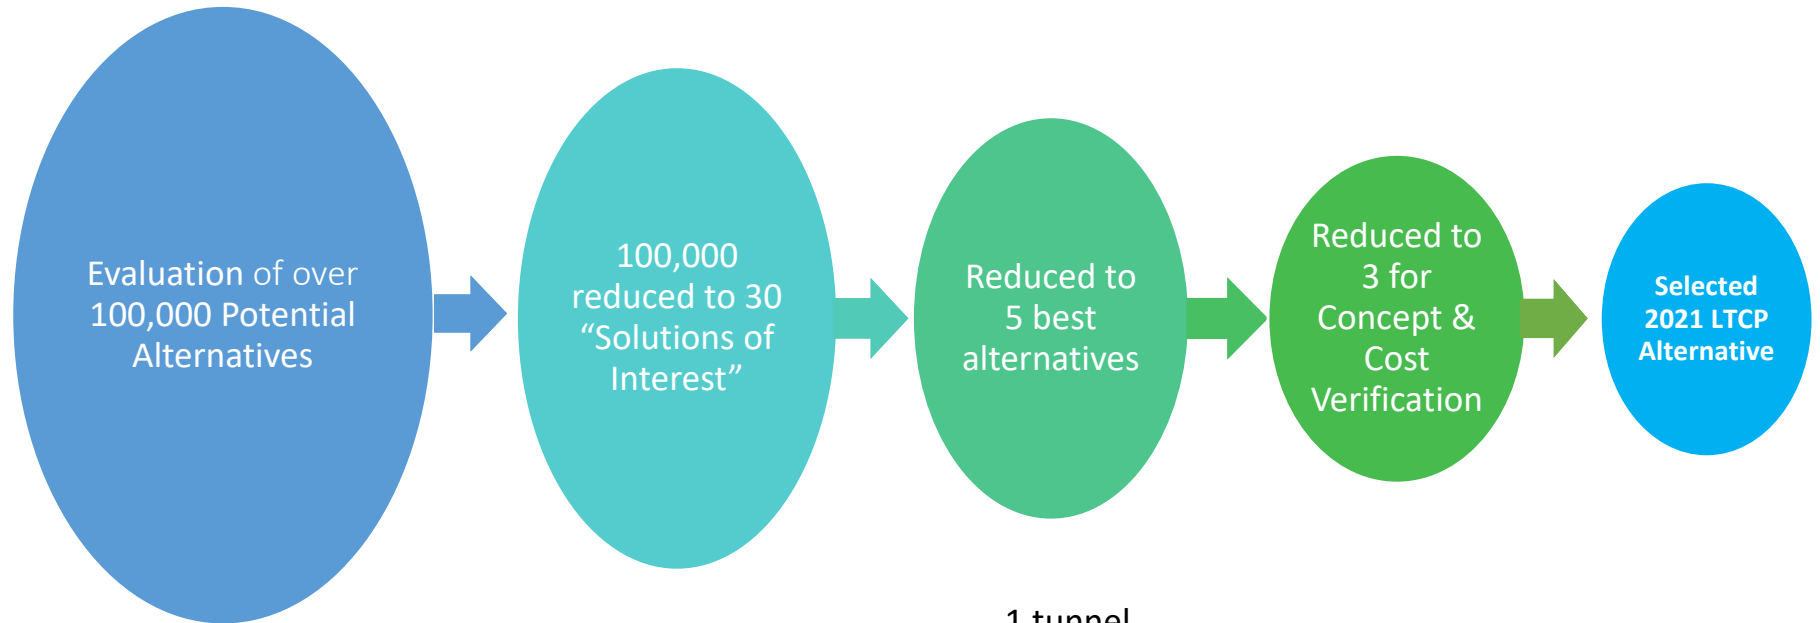 Evaluation of over
100,000 Potential
Alternatives
100,000
reduced to 30
“Solutions of
Interest”
Reduced to
5 best
alternatives
Reduced to
3 for
Concept &
Cost
Verification
Selected
2021 LTCP
Alternative
1 tunnel